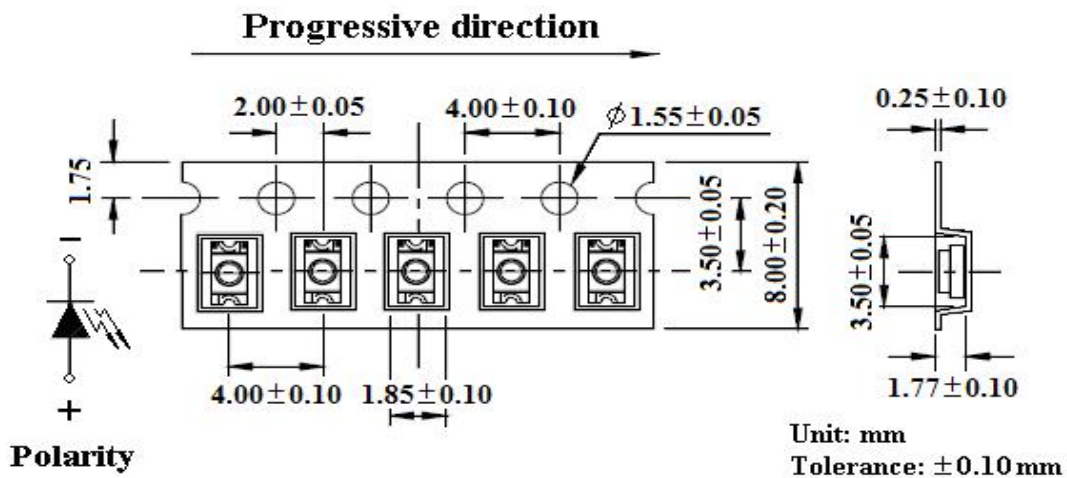 Progressive direction
2.00±0.05
4.00±0.10
ϕ1.55±0.05
0.25±0.10
1.75
3.50±0.05
8.00±0.20
3.50±0.05
−
+
Polarity
4.00±0.10
1.85±0.10
1.77±0.10
Unit: mm
Tolerance: ±0.10mm